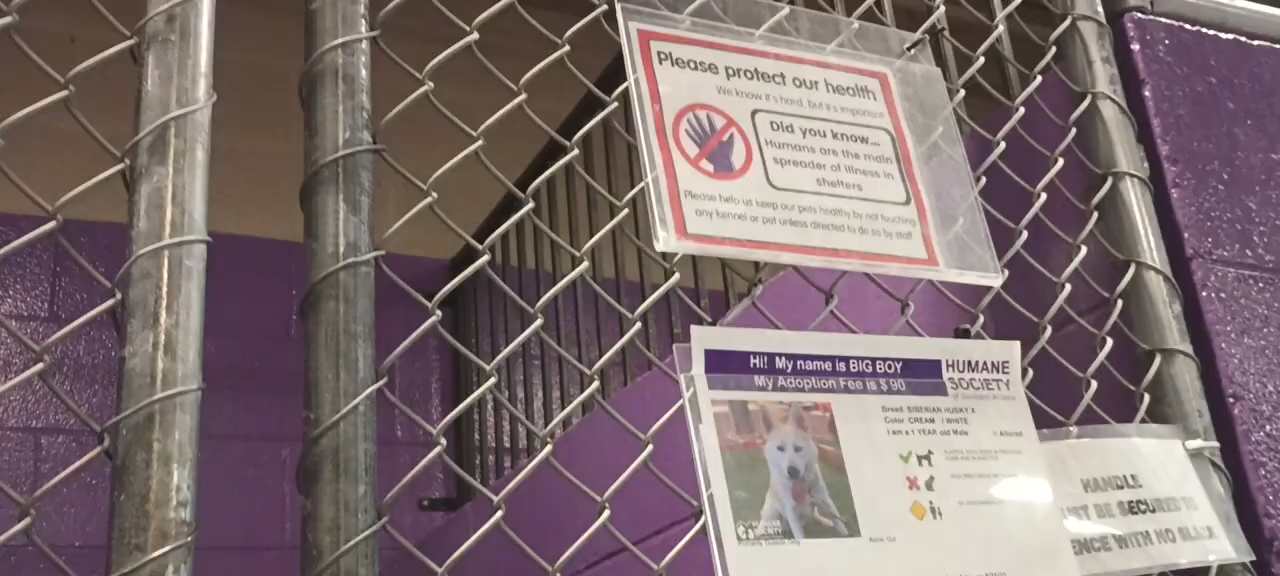 Please protect our health
We know it's hard, but it's important
Did you know...
Humans are the main
spreader of illness in
shelters
Please help us keep our pets healthy by not touching
any kennel or pet unless directed to do so by staff
Hi! My name is BIG BOY
My Adoption Fee is $ 90
HUMANE
SOCIETY
of Southern Arizona
Breed: SIBERIAN HUSKY X
Color: CREAM / WHITE
I am a 1 YEAR old Male
Altered
HUMANE
SOCIETY
HANDLE
BE SECURED TO
WITH NO SLACK